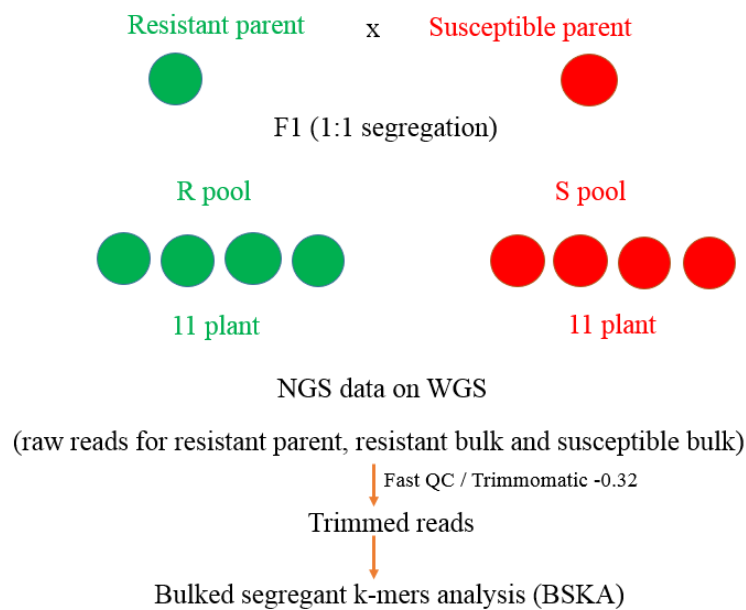 Resistant parent x Susceptible parent
F1 (1:1 segregation)
R pool S pool
11 plant 11 plant
NGS data on WGS
(raw reads for resistant parent, resistant bulk and susceptible bulk)
Fast QC / Trimmomatic -0.32
Trimmed reads
Bulked segregant k-mers analysis (BSKA)